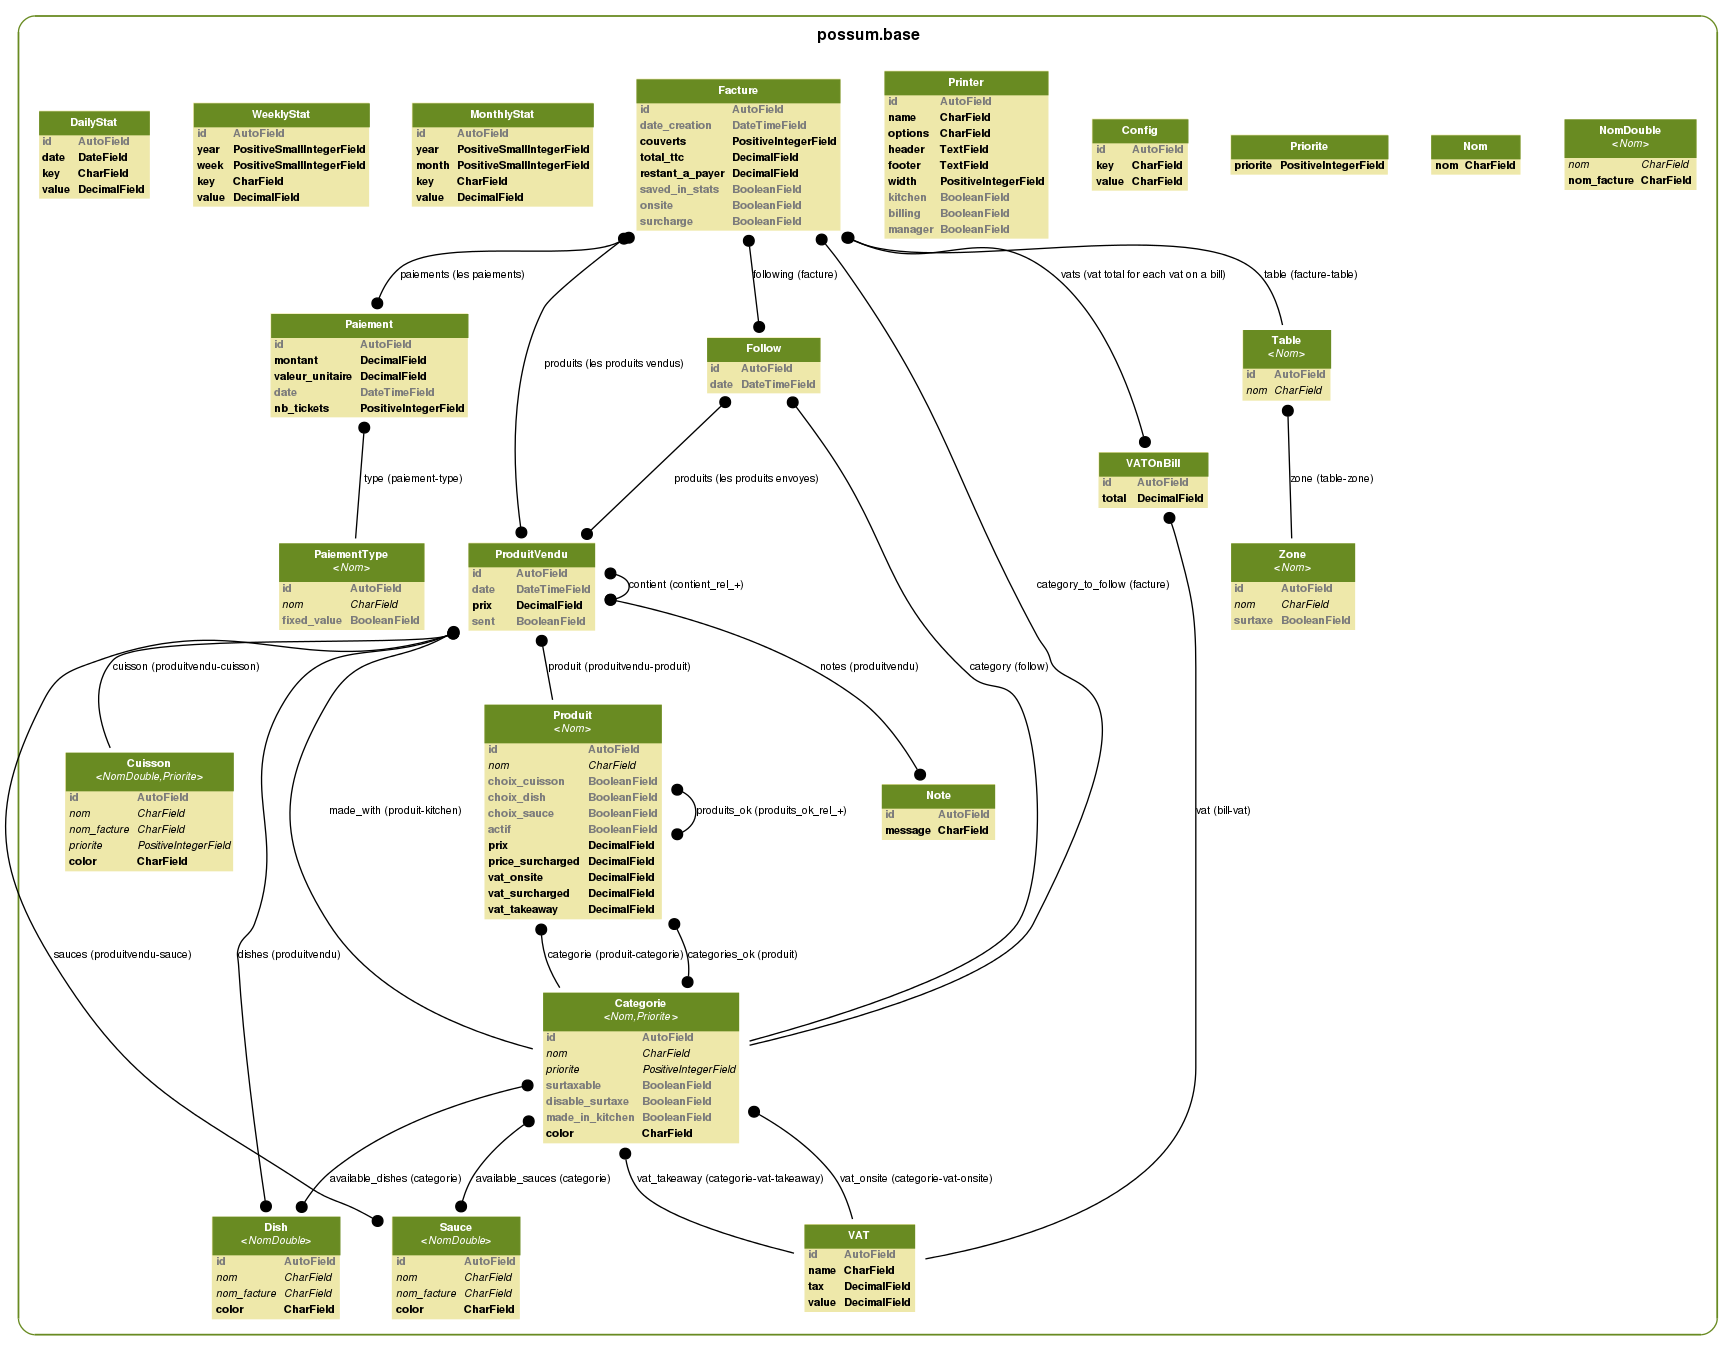 possum.base
DailyStat
id AutoField
date DateField
key CharField
value DecimalField
WeeklyStat
id AutoField
year PositiveSmallIntegerField
week PositiveSmallIntegerField
key CharField
value DecimalField
MonthlyStat
id AutoField
year PositiveSmallIntegerField
month PositiveSmallIntegerField
key CharField
value DecimalField
Facture
id AutoField
date_creation DateTimeField
couverts PositiveIntegerField
total_ttc DecimalField
restant_a_payer DecimalField
saved_in_stats BooleanField
onsite BooleanField
surcharge BooleanField
Printer
id AutoField
name CharField
options CharField
header TextField
footer TextField
width PositiveIntegerField
kitchen BooleanField
billing BooleanField
manager BooleanField
Config
id AutoField
key CharField
value CharField
Priorite
priorite PositiveIntegerField
Nom
nom CharField
NomDouble
<Nom>
nom CharField
nom_facture CharField
paiements (les paiements)
following (facture)
vats (vat total for each vat on a bill)
table (facture-table)
Paiement
id AutoField
montant DecimalField
valeur_unitaire DecimalField
date DateTimeField
nb_tickets PositiveIntegerField
produits (les produits vendus)
Follow
id AutoField
date DateTimeField
Table
<Nom>
id AutoField
nom CharField
type (paiement-type)
produits (les produits envoyes)
VATOnBill
id AutoField
total DecimalField
zone (table-zone)
PaiementType
<Nom>
id AutoField
nom CharField
fixed_value BooleanField
ProduitVendu
id AutoField
date DateTimeField
prix DecimalField
sent BooleanField
contient (contient_rel_+)
category_to_follow (facture)
Zone
<Nom>
id AutoField
nom CharField
surtaxe BooleanField
cuisson (produitvendu-cuisson)
produit (produitvendu-produit)
notes (produitvendu)
category (follow)
Cuisson
<NomDouble,Priorite>
id AutoField
nom CharField
nom_facture CharField
priorite PositiveIntegerField
color CharField
made_with (produit-kitchen)
Produit
<Nom>
id AutoField
nom CharField
choix_cuisson BooleanField
choix_dish BooleanField
choix_sauce BooleanField
actif BooleanField
prix DecimalField
price_surcharged DecimalField
vat_onsite DecimalField
vat_surcharged DecimalField
vat_takeaway DecimalField
produits_ok (produits_ok_rel_+)
Note
id AutoField
message CharField
vat (bill-vat)
sauces (produitvendu-sauce)
dishes (produitvendu)
categorie (produit-categorie)
categories_ok (produit)
Categorie
<Nom,Priorite>
id AutoField
nom CharField
priorite PositiveIntegerField
surtaxable BooleanField
disable_surtaxe BooleanField
made_in_kitchen BooleanField
color CharField
available_dishes (categorie)
available_sauces (categorie)
vat_takeaway (categorie-vat-takeaway)
vat_onsite (categorie-vat-onsite)
Dish
<NomDouble>
id AutoField
nom CharField
nom_facture CharField
color CharField
Sauce
<NomDouble>
id AutoField
nom CharField
nom_facture CharField
color CharField
VAT
id AutoField
name CharField
tax DecimalField
value DecimalField